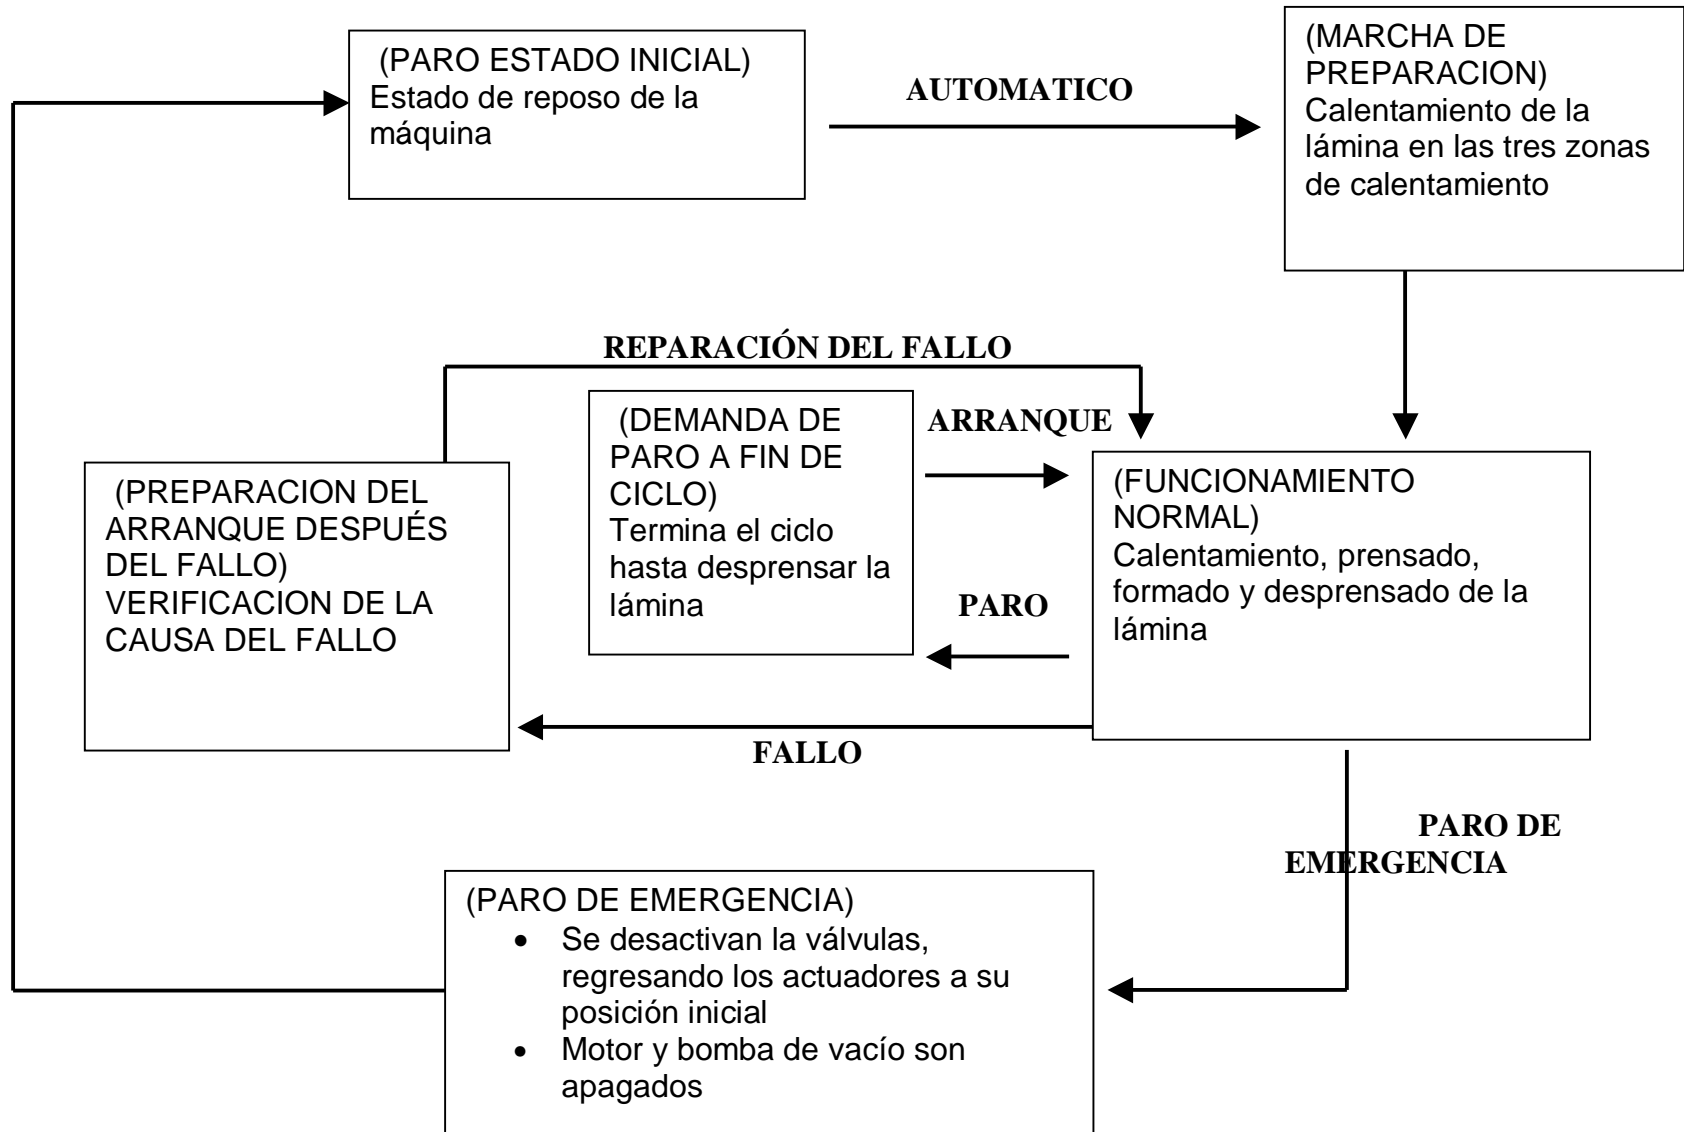 (PARO ESTADO INICIAL)
Estado de reposo de la
máquina
AUTOMATICO
(MARCHA DE
PREPARACION)
Calentamiento de la
lámina en las tres zonas
de calentamiento
REPARACIÓN DEL FALLO
(DEMANDA DE
PARO A FIN DE
CICLO)
Termina el ciclo
hasta desprensar la
lámina
ARRANQUE
PARO
(PREPARACION DEL
ARRANQUE DESPUÉS
DEL FALLO)
VERIFICACION DE LA
CAUSA DEL FALLO
(FUNCIONAMIENTO
NORMAL)
Calentamiento, prensado,
formado y desprensado de la
lámina
FALLO
PARO DE
EMERGENCIA
(PARO DE EMERGENCIA)
• Se desactivan la válvulas,
regresando los actuadores a su
posición inicial
• Motor y bomba de vacío son
apagados